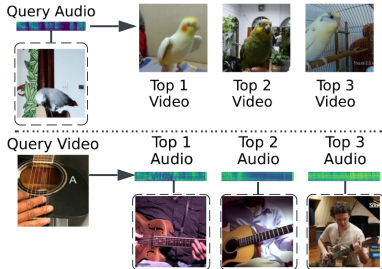 Query Audio
Top 1
Video
Top 2
Video
Top 3
Video
Query Video
Top 1
Audio
Top 2
Audio
Top 3
Audio
A